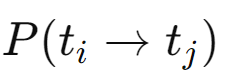 P(t_i → t_j)